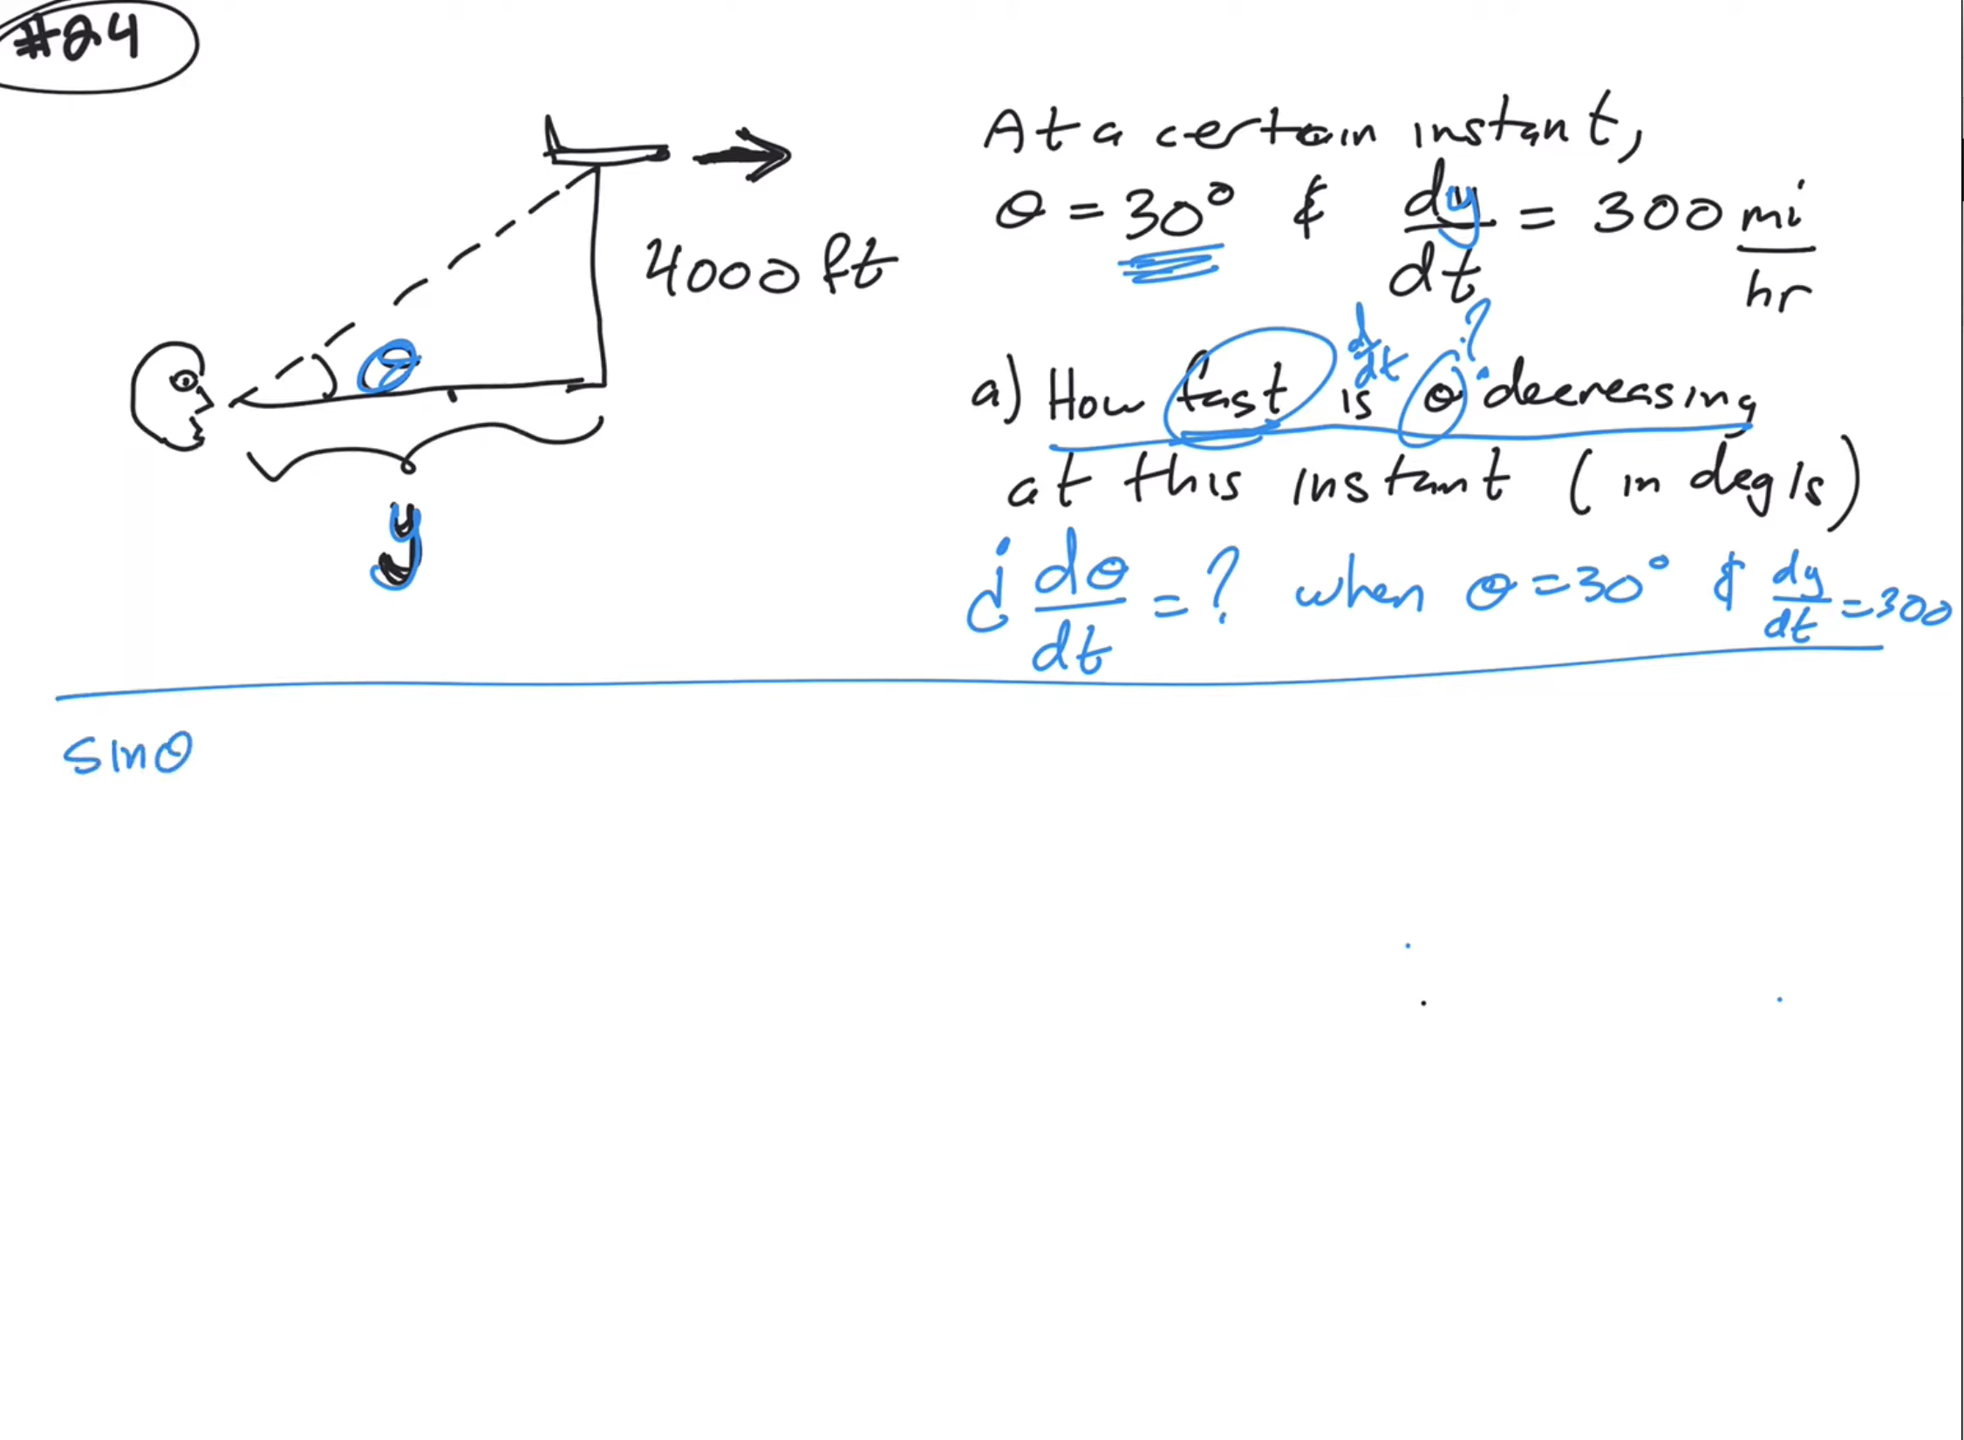 #24
At a certain instant,
θ = 30° & dy/dt = 300 mi/hr
4000 ft
θ
y
d/dt ?
a) How fast is θ decreasing
at this instant (in deg/s)
¿ dθ/dt = ? when θ = 30° & dy/dt = 300
sinθ